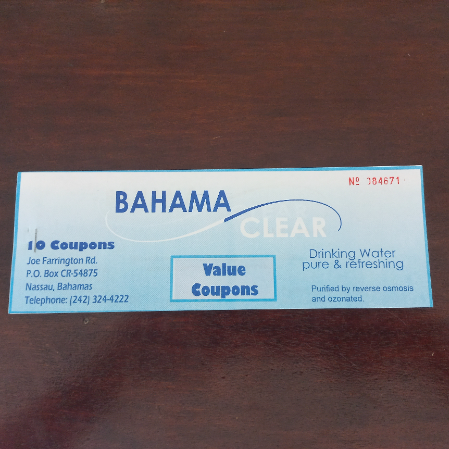 Nº 384671
BAHAMA
CLEAR
10 Coupons
Joe Farrington Rd.
P.O. Box CR-54875
Nassau, Bahamas
Telephone: (242) 324-4222
Value
Coupons
Drinking Water
pure & refreshing
Purified by reverse osmosis
and ozonated.